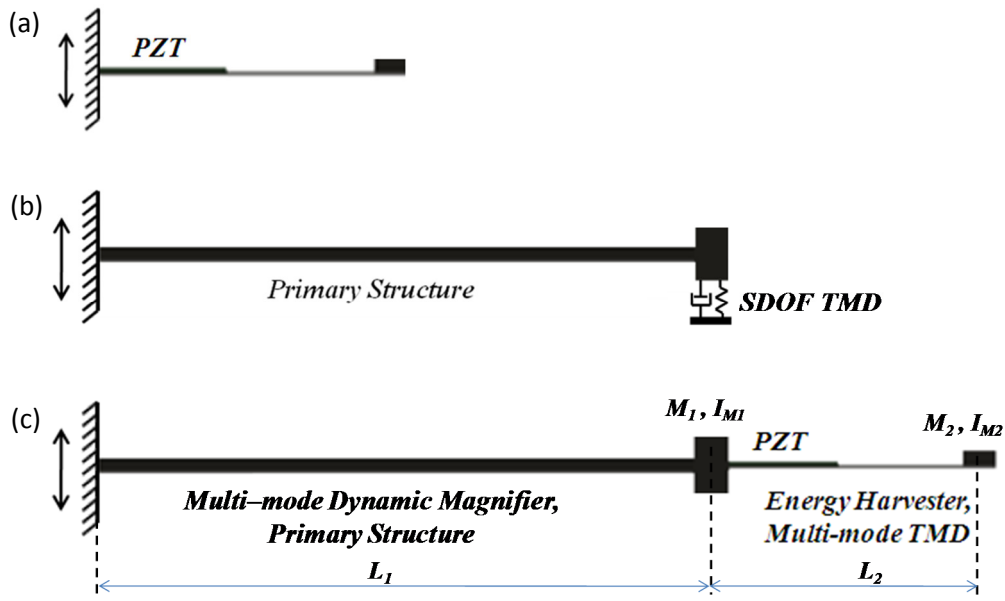 (a)
PZT
(b)
Primary Structure
SDOF TMD
(c)
M1 , IM1
PZT
M2 , IM2
Multi–mode Dynamic Magnifier,
Primary Structure
Energy Harvester,
Multi-mode TMD
L1
L2